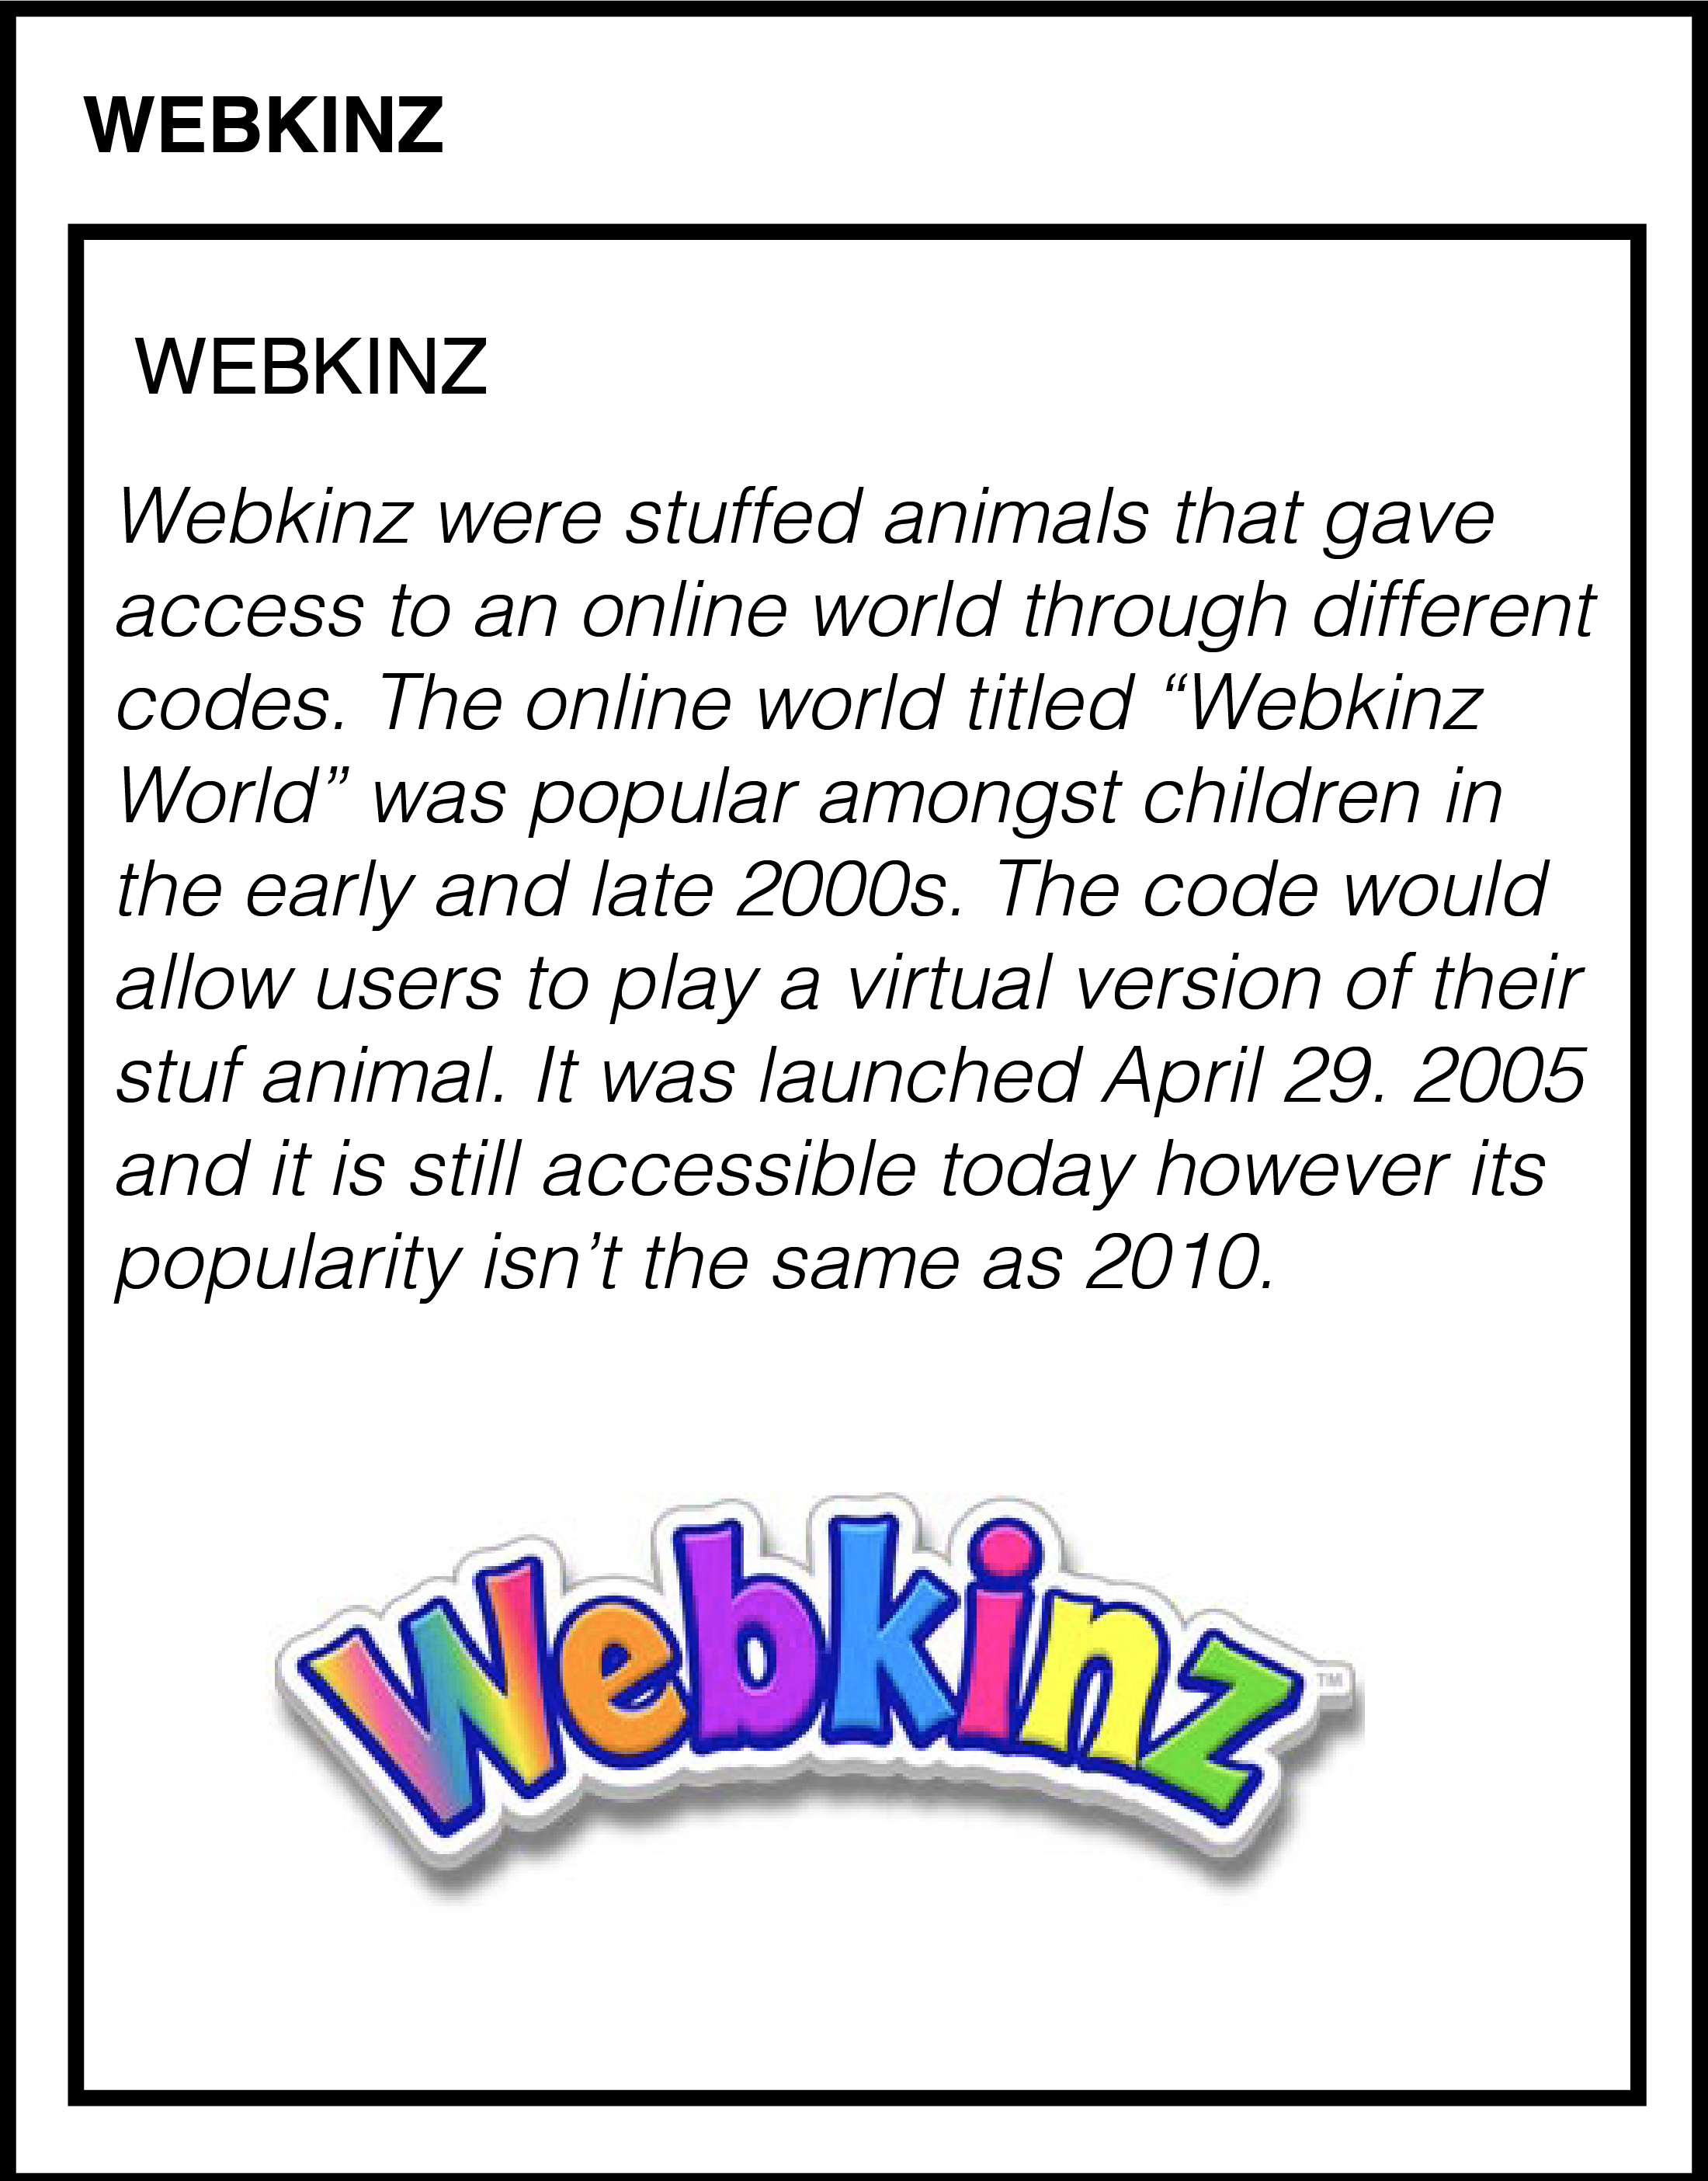 WEBKINZ
WEBKINZ
Webkinz were stuffed animals that gave
access to an online world through different
codes. The online world titled “Webkinz
World” was popular amongst children in
the early and late 2000s. The code would
allow users to play a virtual version of their
stuf animal. It was launched April 29. 2005
and it is still accessible today however its
popularity isn’t the same as 2010.
Webkinz™